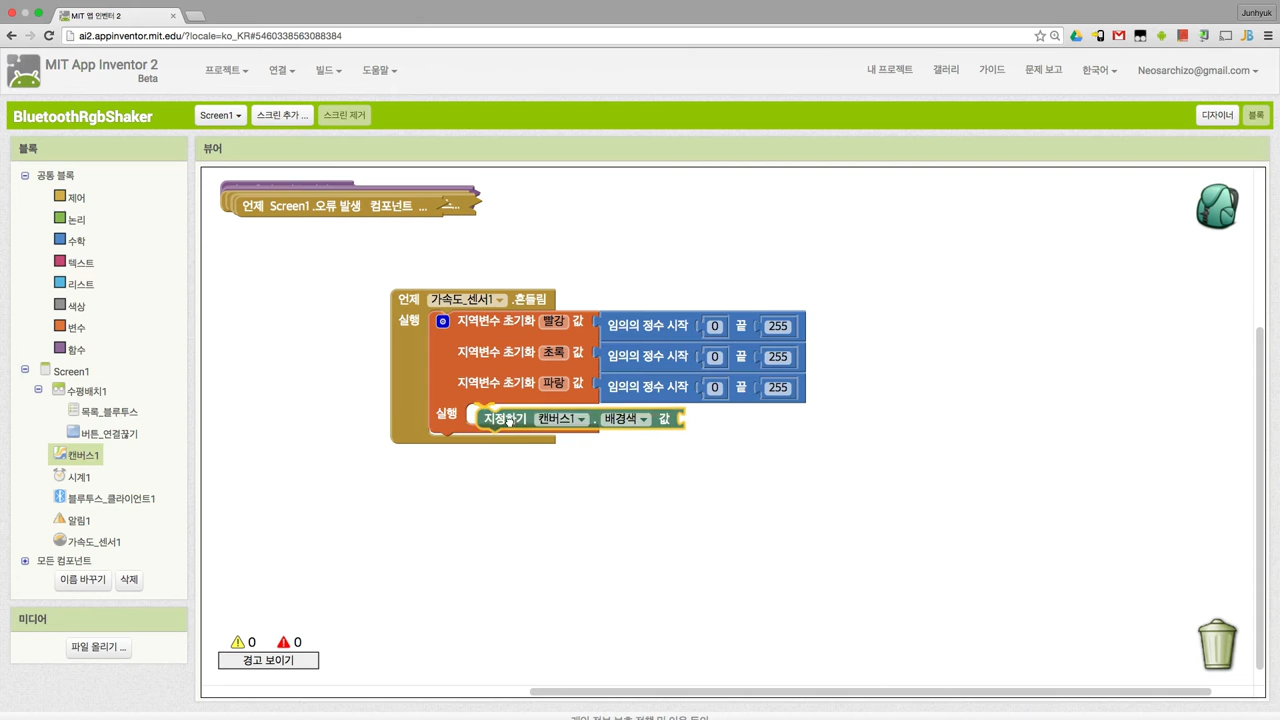 MIT 앱 인벤터 2
Junhyuk
ai2.appinventor.mit.edu/?locale=ko_KR#5460338563088384
MIT App Inventor 2
Beta
프로젝트 연결 빌드 도움말
내 프로젝트 갤러리 가이드 문제 보고 한국어 Neosarchizo@gmail.com
BluetoothRgbShaker
Screen1 스크린 추가 ... 스크린 제거
디자이너 블록
블록
뷰어
공통 블록
제어
논리
수학
텍스트
리스트
색상
변수
함수
Screen1
수평배치1
목록_블루투스
버튼_연결끊기
캔버스1
시계1
블루투스_클라이언트1
알림1
가속도_센서1
모든 컴포넌트
이름 바꾸기 삭제
미디어
파일 올리기 ...
언제 Screen1 .오류 발생 컴포넌트 ...
언제 가속도_센서1 .흔들림
실행 지역변수 초기화 빨강 값 임의의 정수 시작 0 끝 255
지역변수 초기화 초록 값 임의의 정수 시작 0 끝 255
지역변수 초기화 파랑 값 임의의 정수 시작 0 끝 255
실행 지정하기 캔버스1 . 배경색 값
0 0
경고 보이기